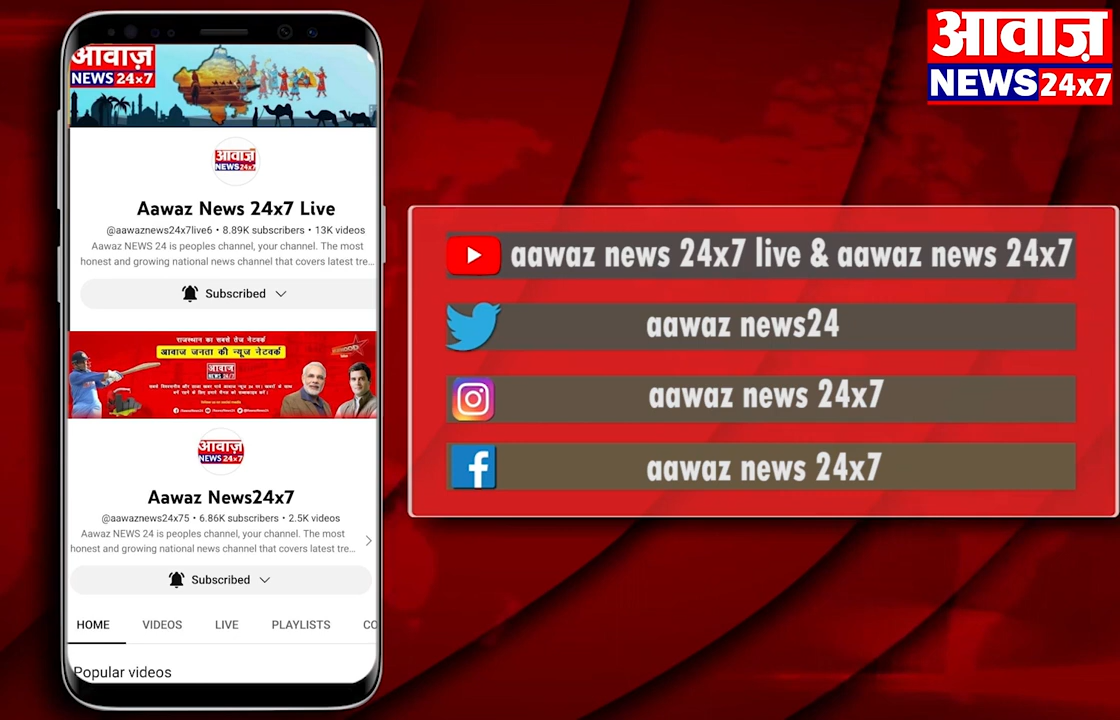 आवाज़
NEWS 24x7
Aawaz News 24x7 Live
@aawaznews24x7live6 • 8.89K subscribers • 13K videos
Aawaz NEWS 24 is peoples channel, your channel. The most
honest and growing national news channel that covers latest tre...
Subscribed
राजस्थान का सबसे तेज नेटवर्क
आवाज जनता की न्यूज नेटवर्क
आवाज़
NEWS 24x7
Aawaz News24x7
@aawaznews24x75 • 6.86K subscribers • 2.5K videos
Aawaz NEWS 24 is peoples channel, your channel. The most
honest and growing national news channel that covers latest tre...
Subscribed
HOME VIDEOS LIVE PLAYLISTS CO
Popular videos
आवाज़
NEWS 24x7
aawaz news 24x7 live & aawaz news 24x7
aawaz news24
aawaz news 24x7
aawaz news 24x7